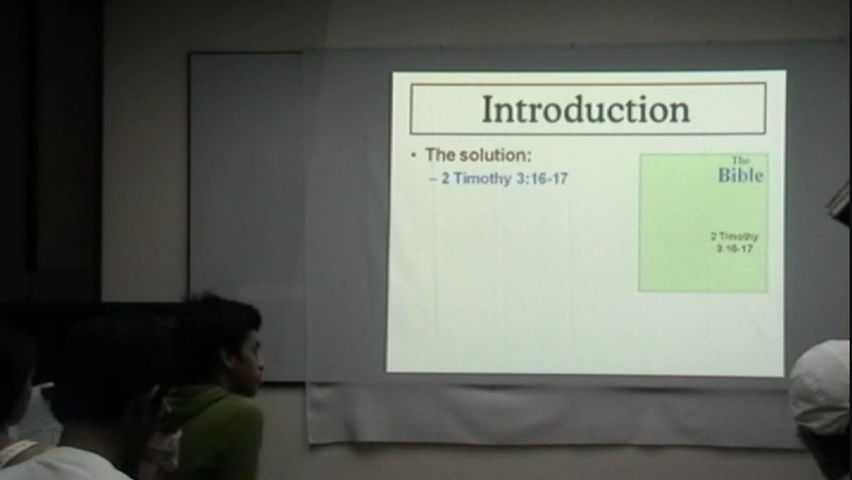 Introduction
• The solution:
– 2 Timothy 3:16-17
The
Bible
2 Timothy
3:16-17